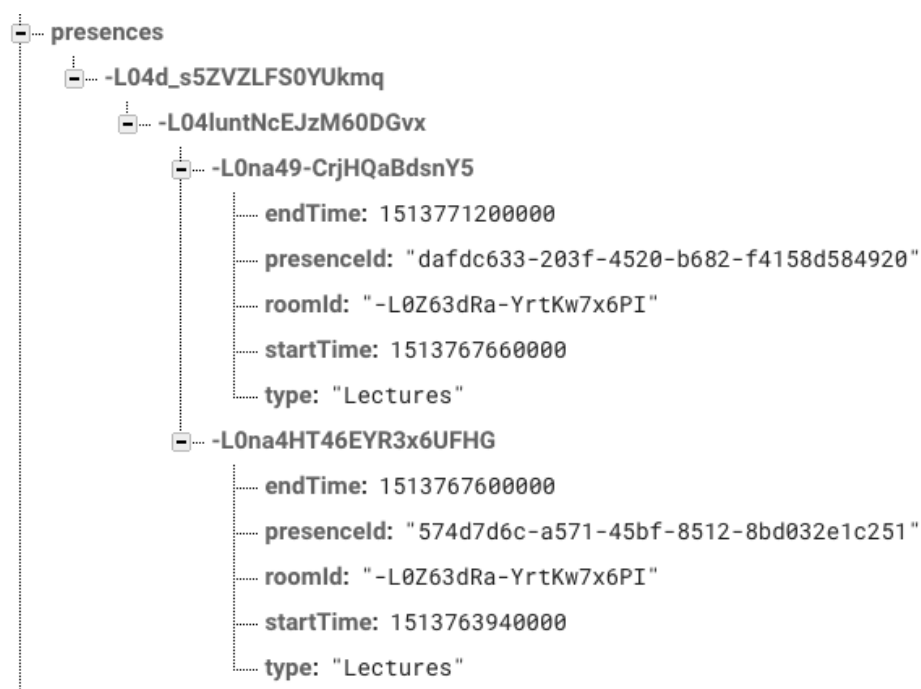 presences
-L04d_s5ZVZLFS0YUkmq
-L04luntNcEJzM60DGvx
-L0na49-CrjHQaBdsnY5
endTime: 1513771200000
presenceId: "dafdc633-203f-4520-b682-f4158d584920"
roomId: "-L0Z63dRa-YrtKw7x6PI"
startTime: 1513767660000
type: "Lectures"
-L0na4HT46EYR3x6UFHG
endTime: 1513767600000
presenceId: "574d7d6c-a571-45bf-8512-8bd032e1c251"
roomId: "-L0Z63dRa-YrtKw7x6PI"
startTime: 1513763940000
type: "Lectures"